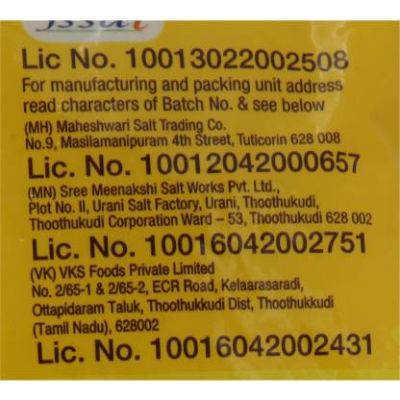 fssai
Lic No. 10013022002508
For manufacturing and packing unit address
read characters of Batch No. & see below
(MH) Maheshwari Salt Trading Co.
No.9, Masilamanipuram 4th Street, Tuticorin 628 008
Lic. No. 10012042000657
(MN) Sree Meenakshi Salt Works Pvt. Ltd.,
Plot No. II, Urani Salt Factory, Urani, Thoothukudi,
Thoothukudi Corporation Ward – 53, Thoothukudi 628 002
Lic. No. 10016042002751
(VK) VKS Foods Private Limited
No. 2/65-1 & 2/65-2, ECR Road, Kelaarasaradi,
Ottapidaram Taluk, Thoothukkudi Dist, Thoothukkudi
(Tamil Nadu), 628002
Lic. No. 10016042002431